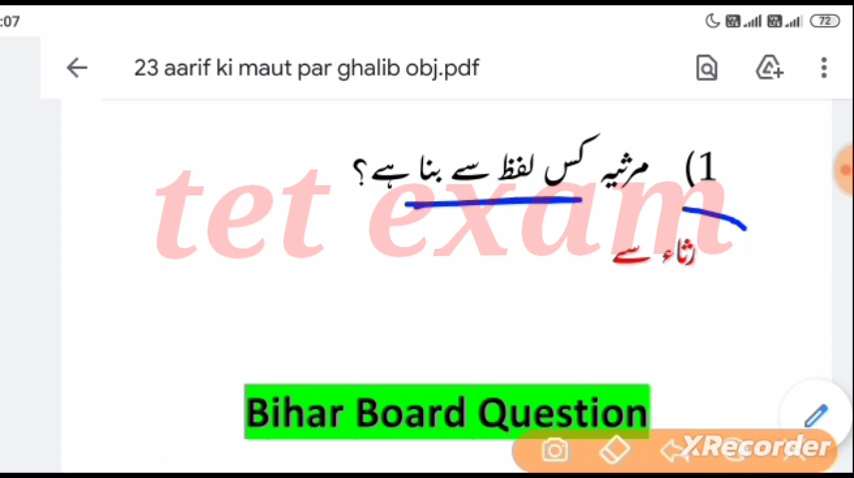 :07
72
23 aarif ki maut par ghalib obj.pdf
1) مرثیہ کس لفظ سے بنا ہے؟
رثاء سے
tet exam
Bihar Board Question
XRecorder